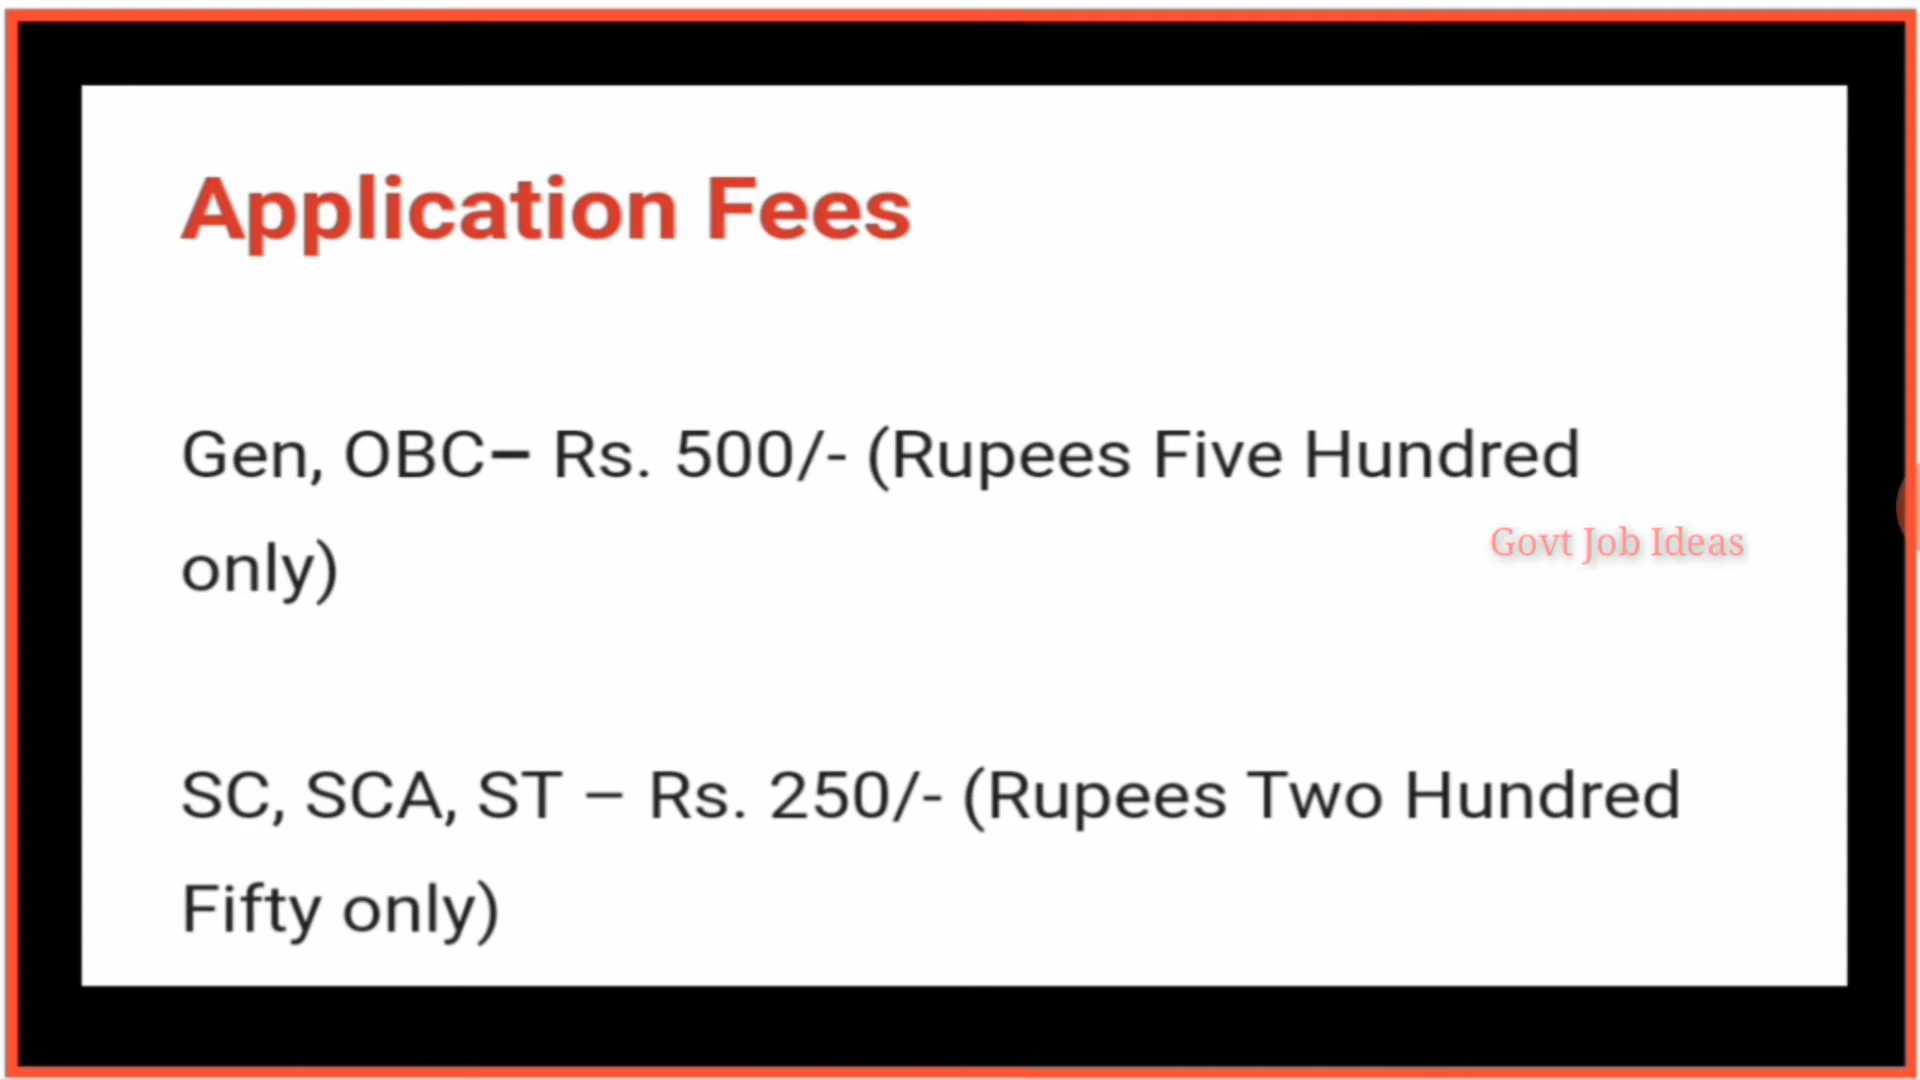 Application Fees
Gen, OBC– Rs. 500/- (Rupees Five Hundred
only)
Govt Job Ideas
SC, SCA, ST – Rs. 250/- (Rupees Two Hundred
Fifty only)